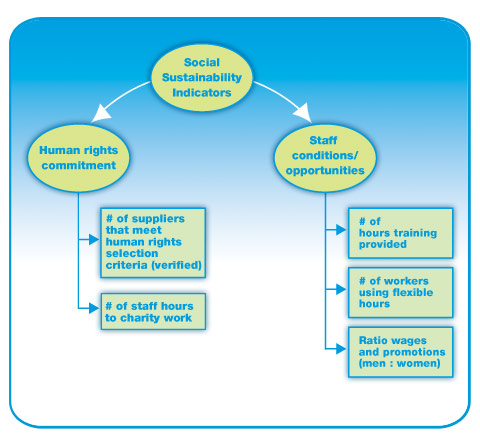 Social
Sustainability
Indicators
Human rights
commitment
# of suppliers
that meet
human rights
selection
criteria (verified)
# of staff hours
to charity work
Staff
conditions/
opportunities
# of
hours training
provided
# of workers
using flexible
hours
Ratio wages
and promotions
(men : women)